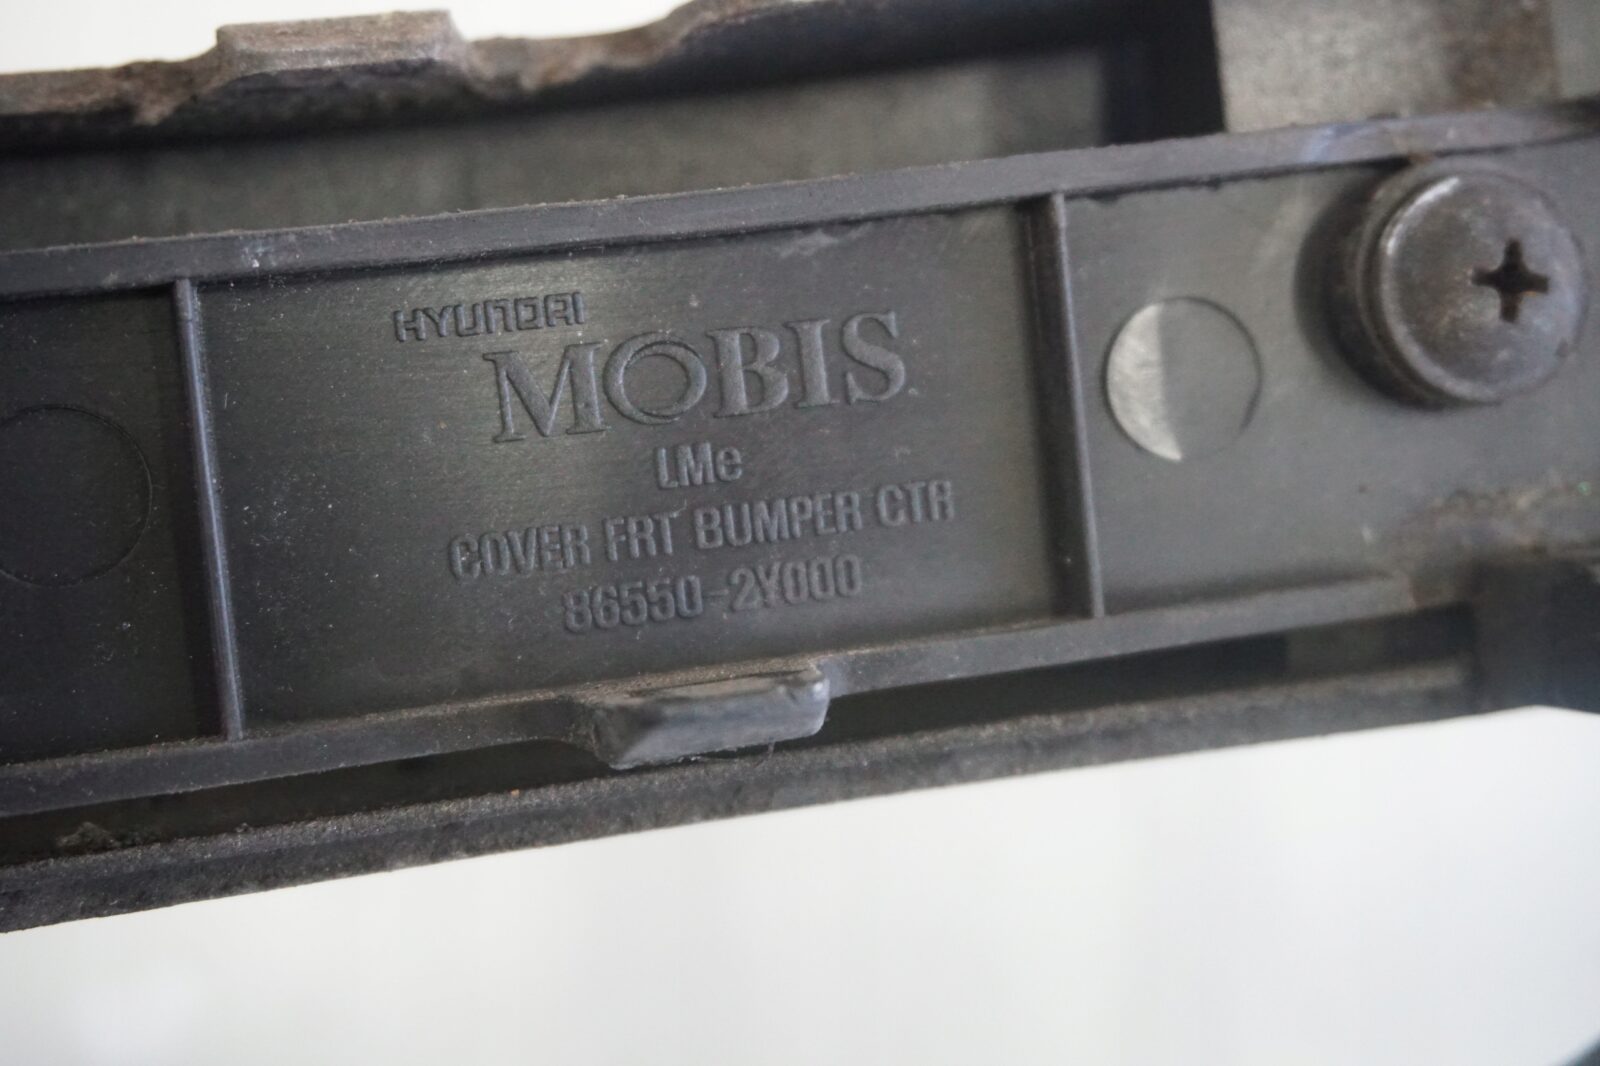 HYUNDAI
MOBIS
LMe
COVER FRT BUMPER CTR
86550-2Y000